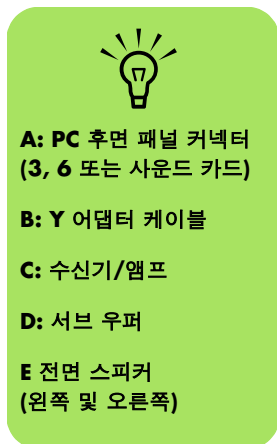 A: PC 후면 패널 커넥터
(3, 6 또는 사운드 카드)
B: Y 어댑터 케이블
C: 수신기/앰프
D: 서브 우퍼
E 전면 스피커
(왼쪽 및 오른쪽)